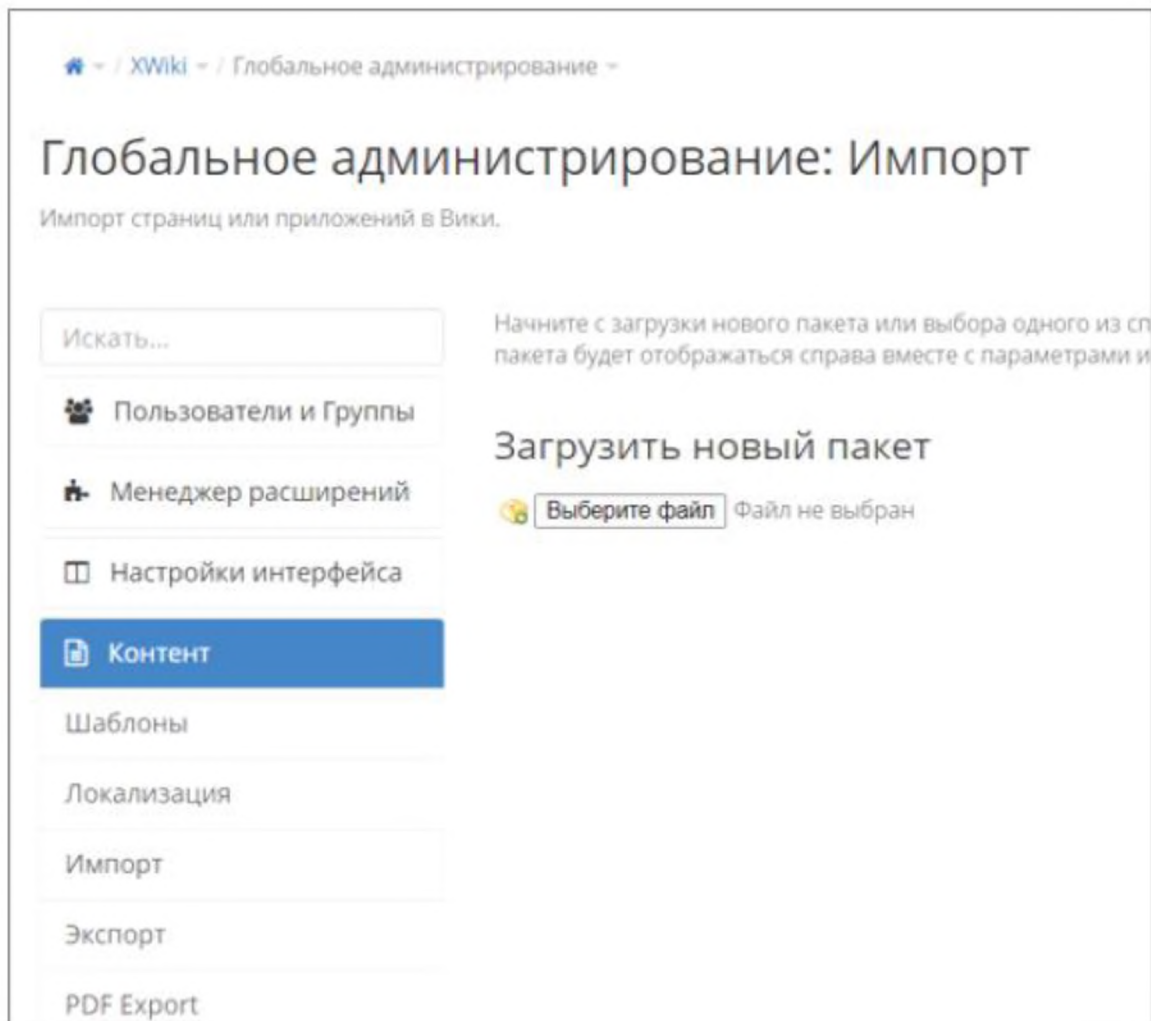 / XWiki / Глобальное администрирование
Глобальное администрирование: Импорт
Импорт страниц или приложений в Вики.
Искать...
Пользователи и Группы
Менеджер расширений
Настройки интерфейса
Контент
Шаблоны
Локализация
Импорт
Экспорт
PDF Export
Начните с загрузки нового пакета или выбора одного из
пакета будет отображаться справа вместе с параметрами
Загрузить новый пакет
Выберите файл Файл не выбран